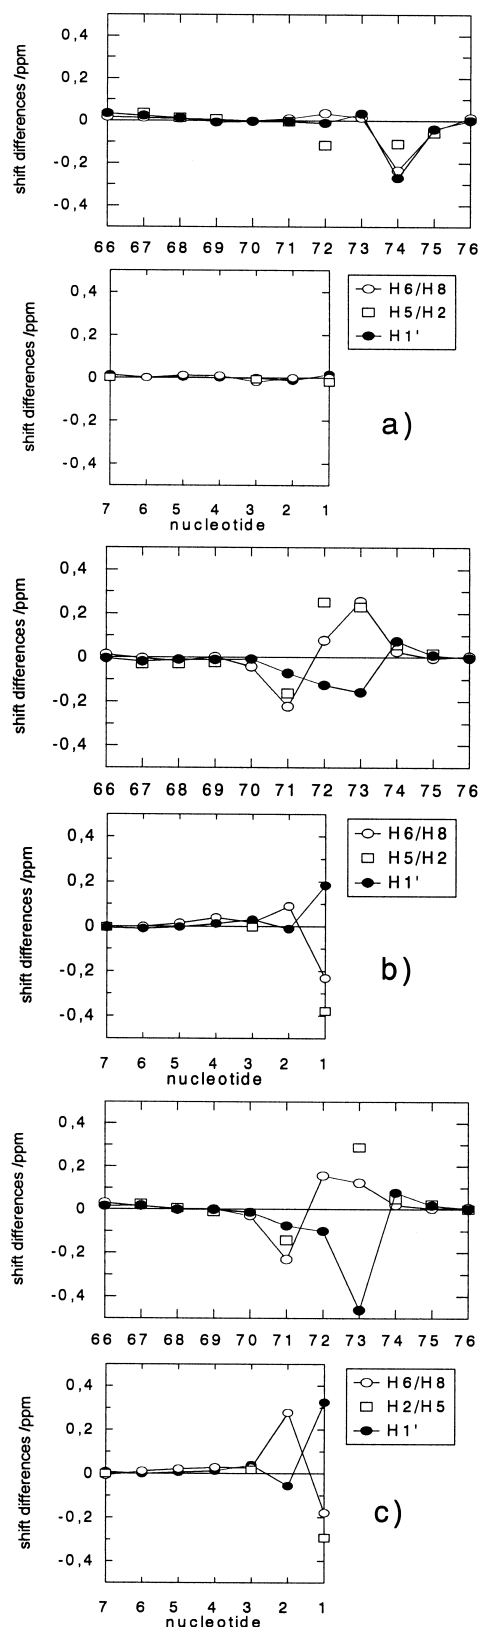 0,4
0,2
0
-0,2
-0,4
shift differences /ppm
66 67 68 69 70 71 72 73 74 75 76
0,4
0,2
0
-0,2
-0,4
shift differences /ppm
H6/H8
H5/H2
H1'
a)
7 6 5 4 3 2 1
nucleotide
0,4
0,2
0
-0,2
-0,4
shift differences /ppm
66 67 68 69 70 71 72 73 74 75 76
0,4
0,2
0
-0,2
-0,4
shift differences /ppm
H6/H8
H5/H2
H1'
b)
7 6 5 4 3 2 1
nucleotide
0,4
0,2
0
-0,2
-0,4
shift differences /ppm
66 67 68 69 70 71 72 73 74 75 76
0,4
0,2
0
-0,2
-0,4
shift differences /ppm
H6/H8
H2/H5
H1'
c)
7 6 5 4 3 2 1
nucleotide